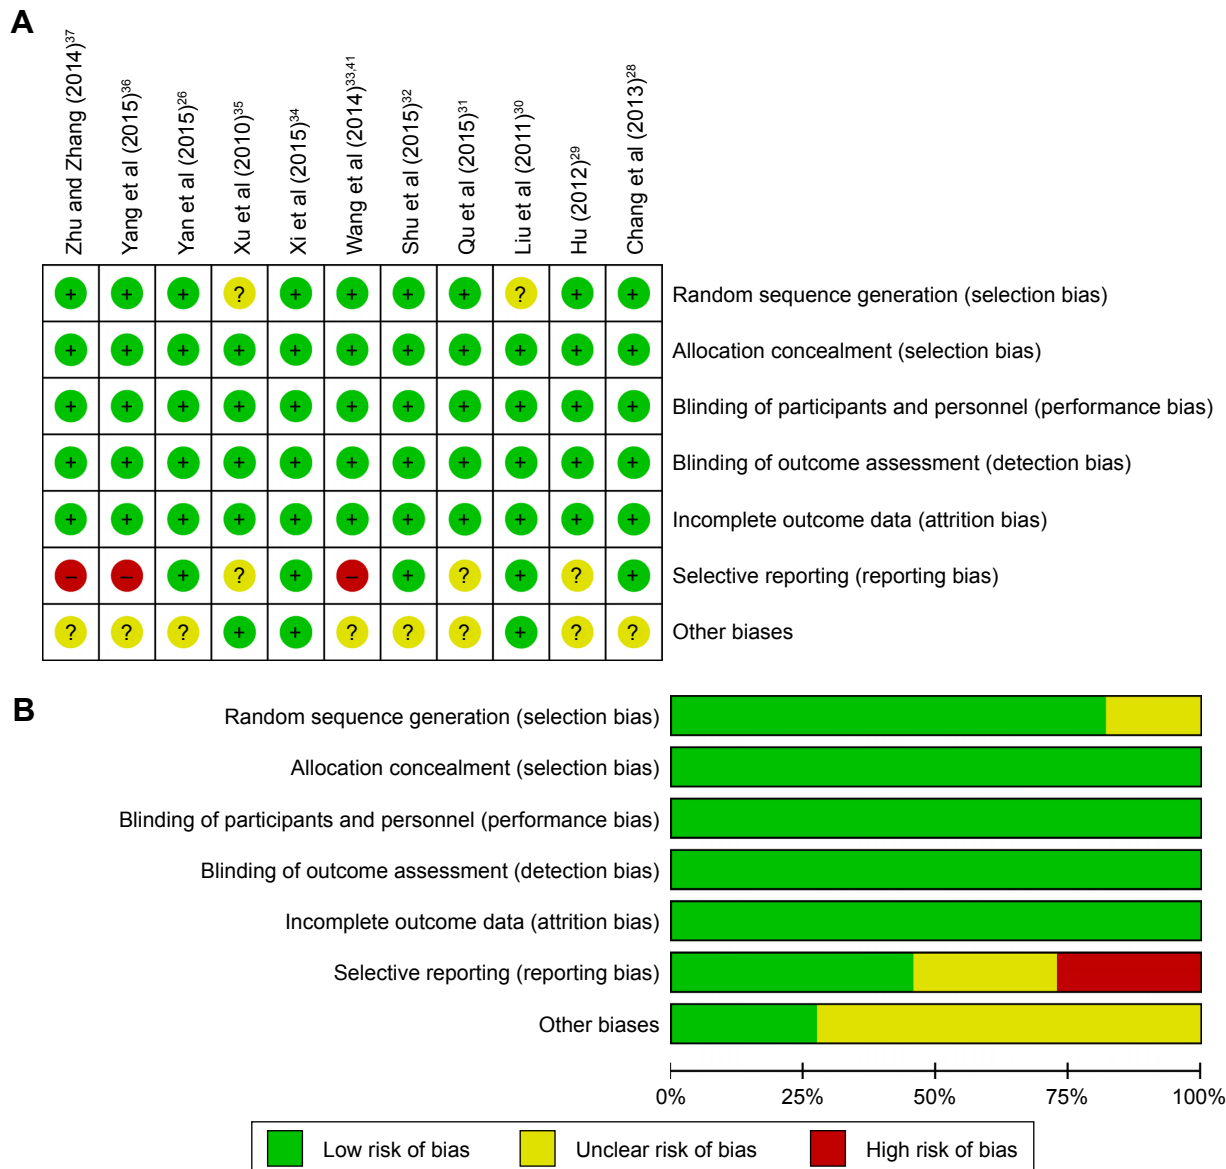 A
Zhu and Zhang (2014)37
Yang et al (2015)36
Yan et al (2015)26
Xu et al (2010)35
Xi et al (2015)34
Wang et al (2014)33,41
Shu et al (2015)32
Qu et al (2015)31
Liu et al (2011)30
Hu (2012)29
Chang et al (2013)28
+ + + ? + + + + ? + + Random sequence generation (selection bias)
+ + + + + + + + + + + Allocation concealment (selection bias)
+ + + + + + + + + + + Blinding of participants and personnel (performance bias)
+ + + + + + + + + + + Blinding of outcome assessment (detection bias)
+ + + + + + + + + + + Incomplete outcome data (attrition bias)
– – + ? + – + ? + ? + Selective reporting (reporting bias)
? ? ? + + ? ? ? + ? ? Other biases
B
Random sequence generation (selection bias)
Allocation concealment (selection bias)
Blinding of participants and personnel (performance bias)
Blinding of outcome assessment (detection bias)
Incomplete outcome data (attrition bias)
Selective reporting (reporting bias)
Other biases
0% 25% 50% 75% 100%
Low risk of bias Unclear risk of bias High risk of bias